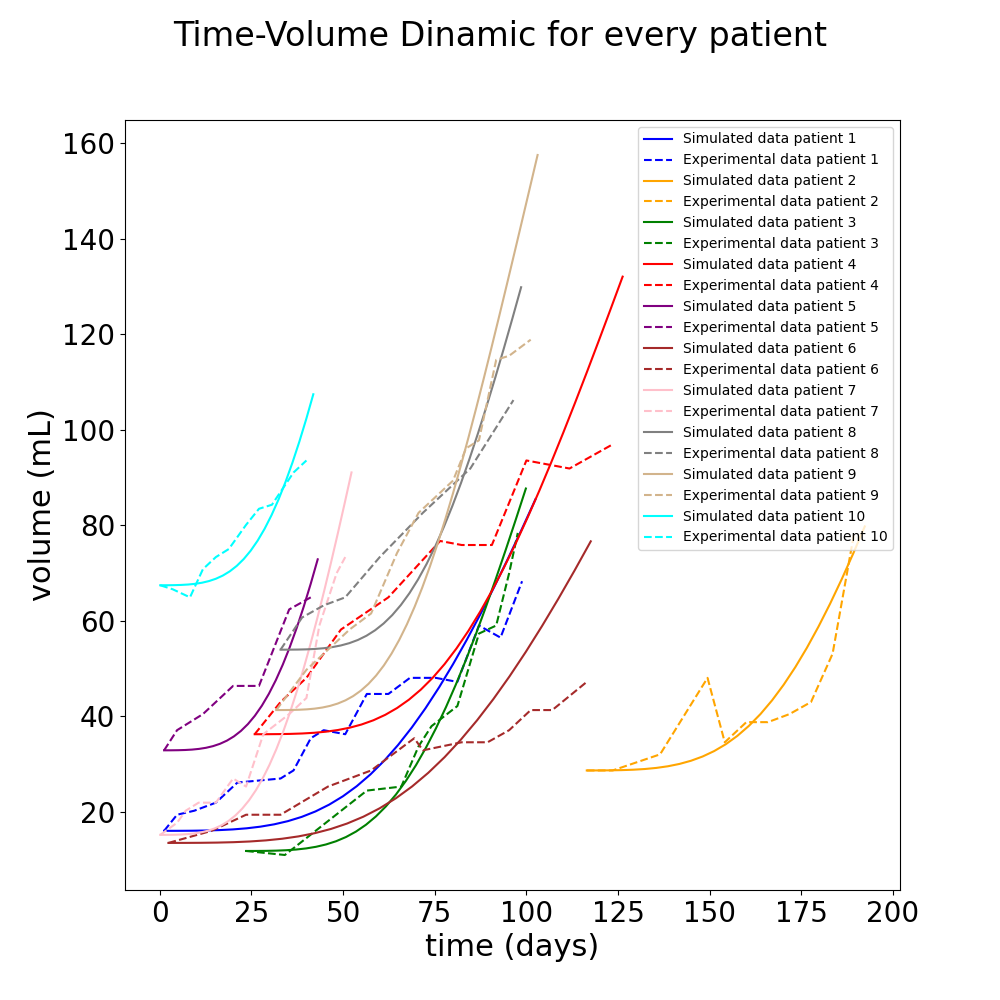 Time-Volume Dinamic for every patient
160
140
120
100
80
60
40
20
volume (mL)
0
25
50
75
100
125
150
175
200
time (days)
Simulated data patient 1
Experimental data patient 1
Simulated data patient 2
Experimental data patient 2
Simulated data patient 3
Experimental data patient 3
Simulated data patient 4
Experimental data patient 4
Simulated data patient 5
Experimental data patient 5
Simulated data patient 6
Experimental data patient 6
Simulated data patient 7
Experimental data patient 7
Simulated data patient 8
Experimental data patient 8
Simulated data patient 9
Experimental data patient 9
Simulated data patient 10
Experimental data patient 10